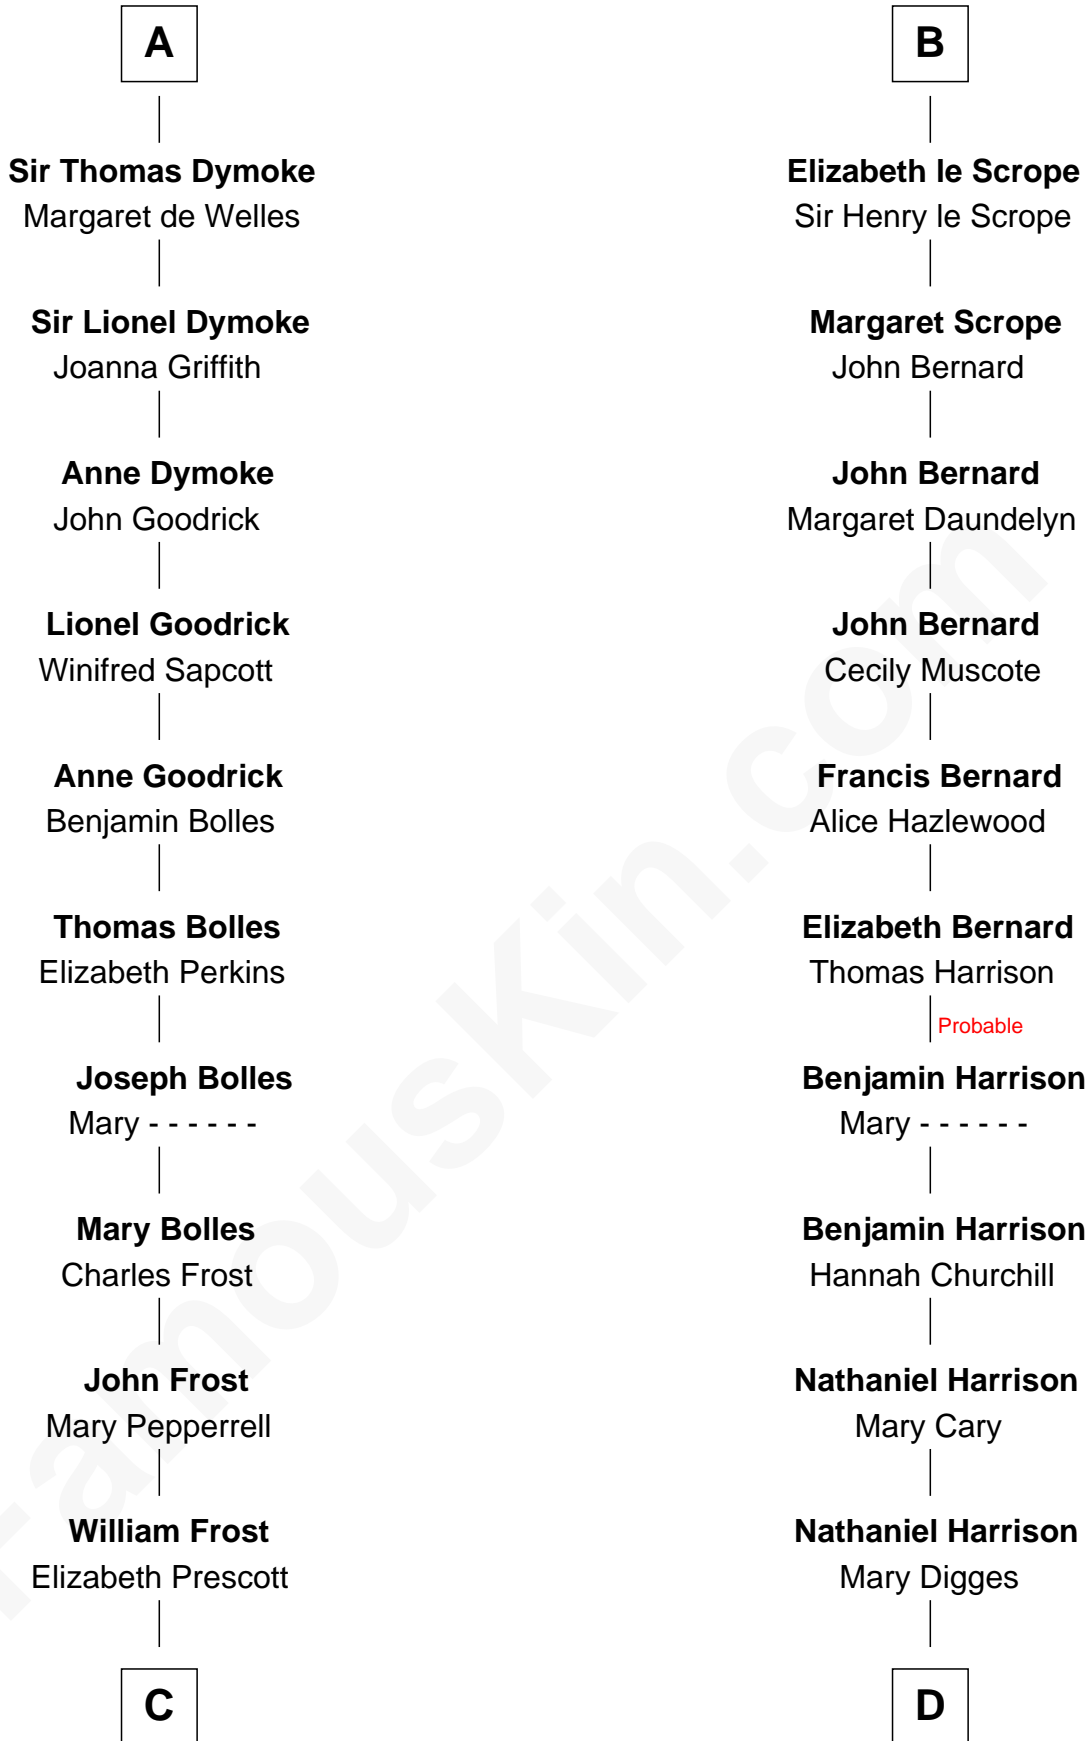 A
Sir Thomas Dymoke
Margaret de Welles
Sir Lionel Dymoke
Joanna Griffith
Anne Dymoke
John Goodrick
Lionel Goodrick
Winifred Sapcott
Anne Goodrick
Benjamin Bolles
Thomas Bolles
Elizabeth Perkins
Joseph Bolles
Mary - - - - - -
Mary Bolles
Charles Frost
John Frost
Mary Pepperrell
William Frost
Elizabeth Prescott
C
B
Elizabeth le Scrope
Sir Henry le Scrope
Margaret Scrope
John Bernard
John Bernard
Margaret Daundelyn
John Bernard
Cecily Muscote
Francis Bernard
Alice Hazlewood
Elizabeth Bernard
Thomas Harrison
Probable
Benjamin Harrison
Mary - - - - - -
Benjamin Harrison
Hannah Churchill
Nathaniel Harrison
Mary Cary
Nathaniel Harrison
Mary Digges
D
FamousKin.com